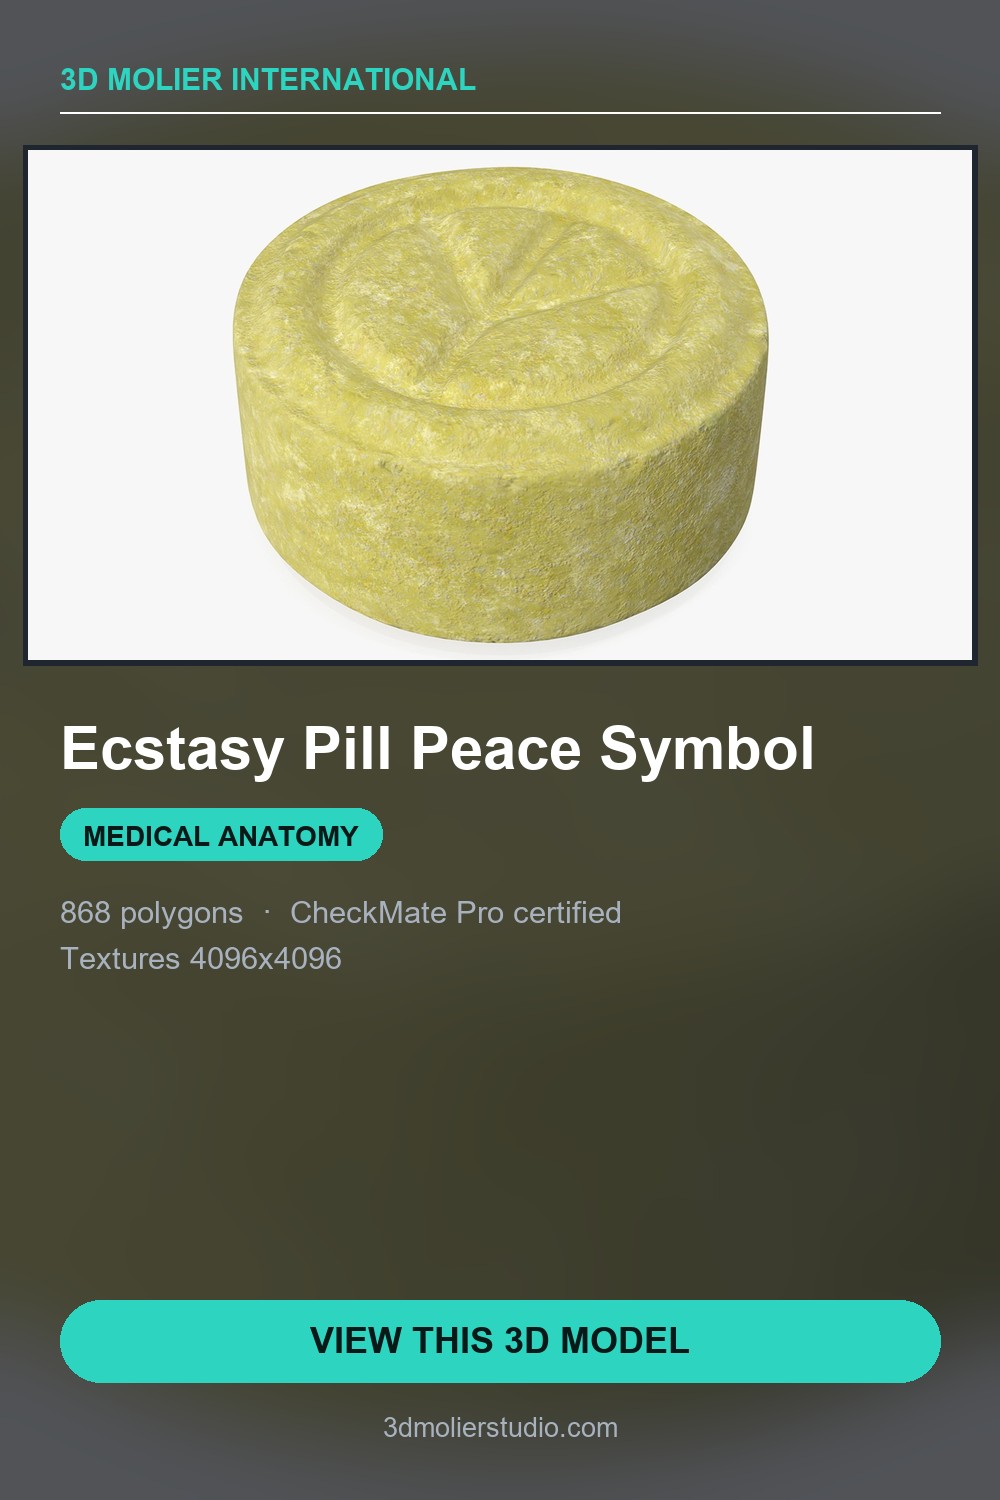 3D MOLIER INTERNATIONAL
Ecstasy Pill Peace Symbol
MEDICAL ANATOMY
868 polygons · CheckMate Pro certified
Textures 4096x4096
VIEW THIS 3D MODEL
3dmolierstudio.com